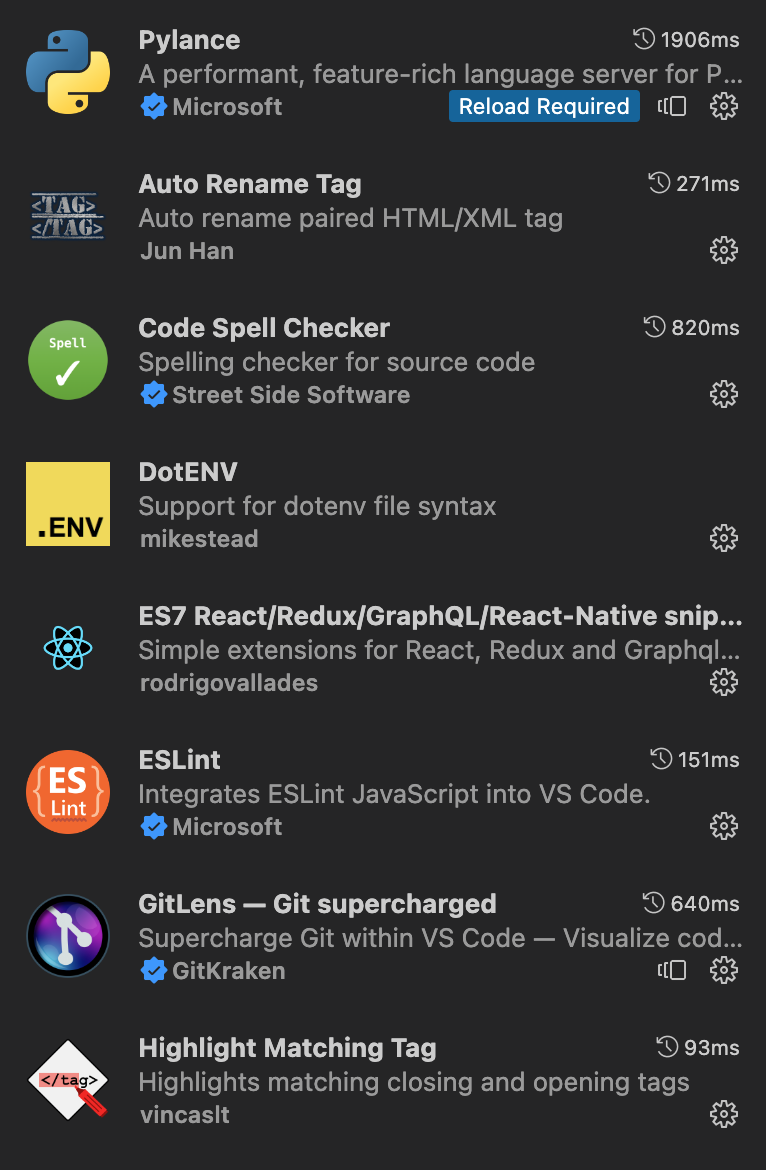 Pylance 1906ms
A performant, feature-rich language server for P...
Microsoft Reload Required
<TAG>
</TAG>
Auto Rename Tag 271ms
Auto rename paired HTML/XML tag
Jun Han
Spell
Code Spell Checker 820ms
Spelling checker for source code
Street Side Software
.ENV
DotENV
Support for dotenv file syntax
mikestead
ES7 React/Redux/GraphQL/React-Native snip...
Simple extensions for React, Redux and Graphql...
rodrigovallades
{ES
Lint}
ESLint 151ms
Integrates ESLint JavaScript into VS Code.
Microsoft
GitLens — Git supercharged 640ms
Supercharge Git within VS Code — Visualize cod...
GitKraken
</tag>
Highlight Matching Tag 93ms
Highlights matching closing and opening tags
vincaslt